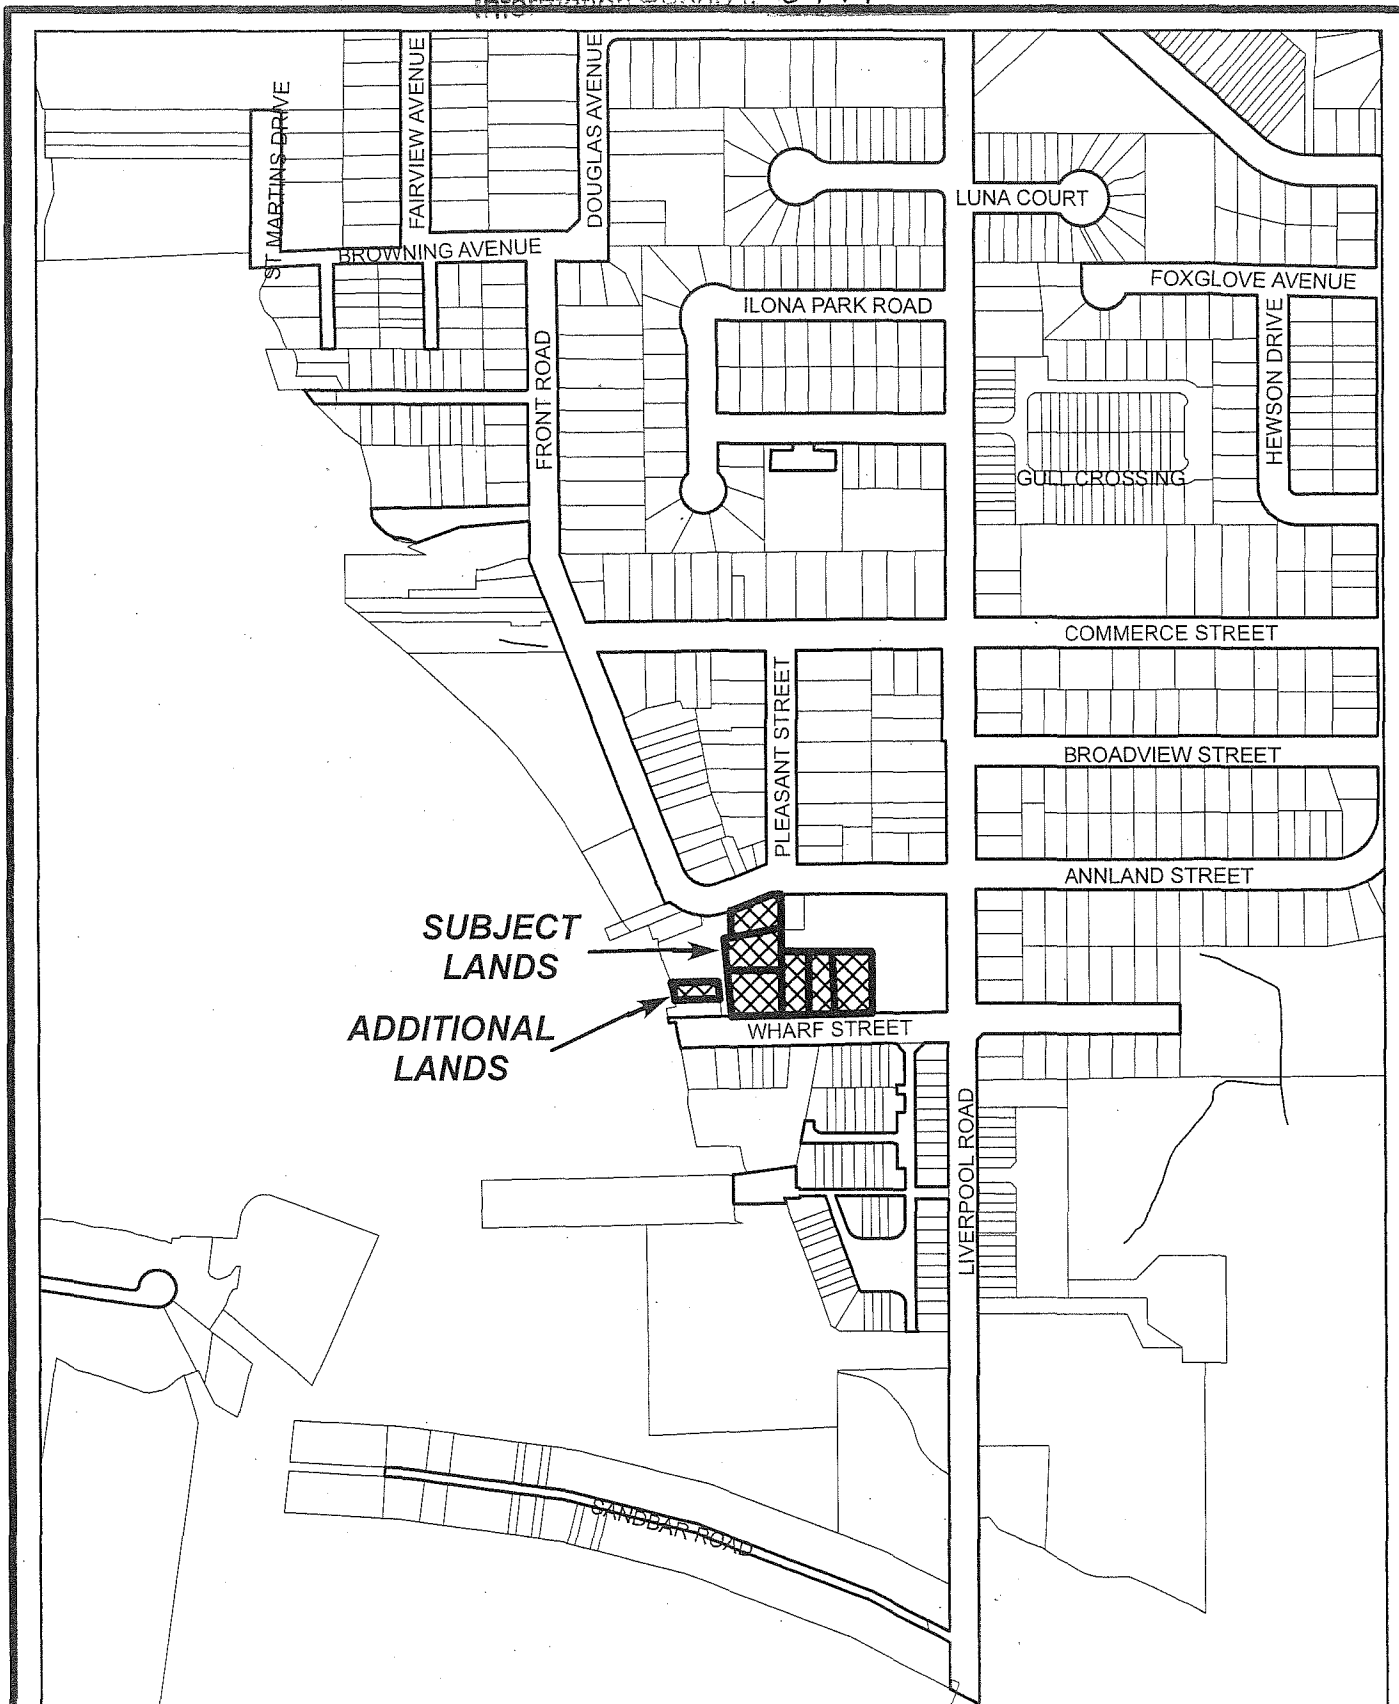 ST. MARTINS DRIVE
FAIRVIEW AVENUE
DOUGLAS AVENUE
LUNA COURT
BROWNING AVENUE
FOXGLOVE AVENUE
ILONA PARK ROAD
HEWSON DRIVE
FRONT ROAD
GULL CROSSING
COMMERCE STREET
PLEASANT STREET
BROADVIEW STREET
ANNLAND STREET
SUBJECT
LANDS
ADDITIONAL
LANDS
WHARF STREET
LIVERPOOL ROAD
SANDBAR ROAD